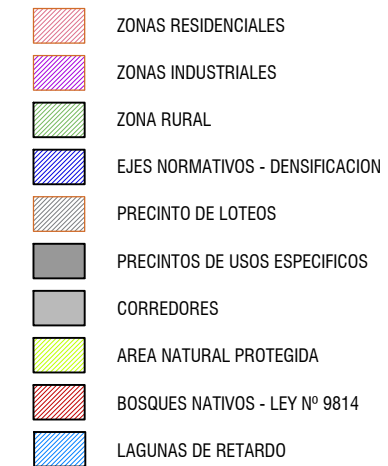 ZONAS RESIDENCIALES
ZONAS INDUSTRIALES
ZONA RURAL
EJES NORMATIVOS - DENSIFICACION
PRECINTO DE LOTEOS
PRECINTOS DE USOS ESPECIFICOS
CORREDORES
AREA NATURAL PROTEGIDA
BOSQUES NATIVOS - LEY Nº 9814
LAGUNAS DE RETARDO